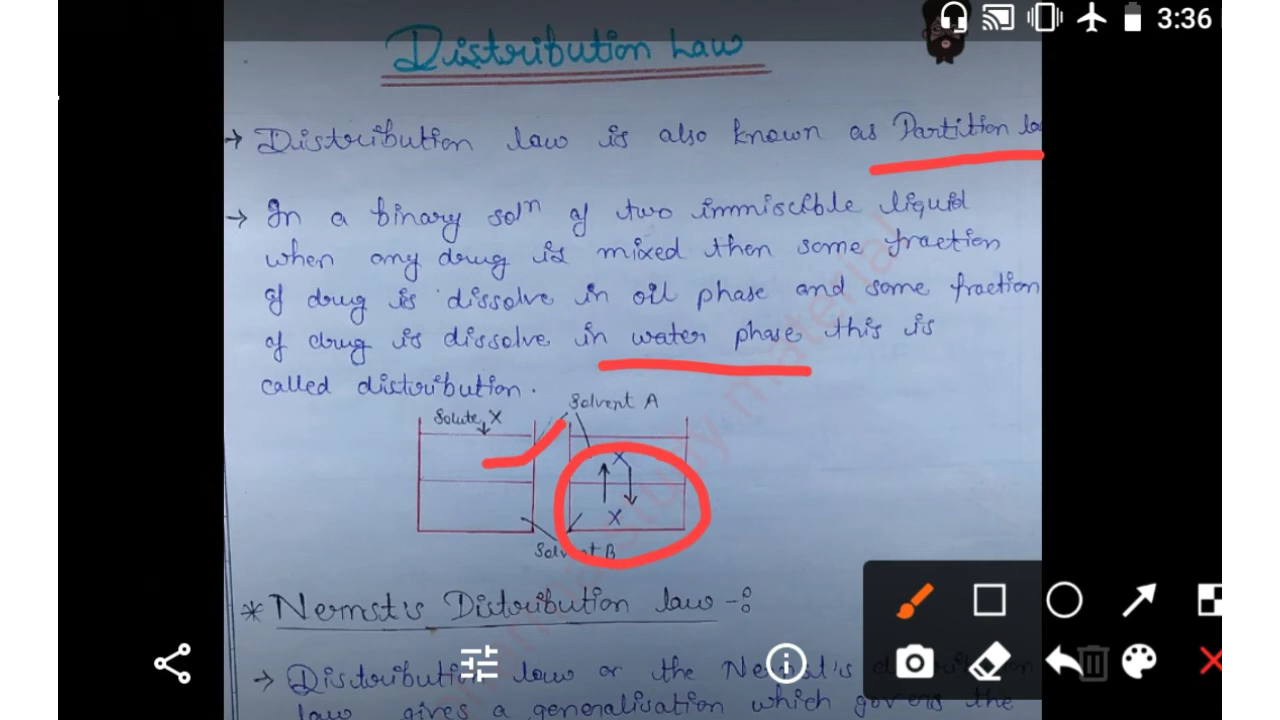 3:36
Distribution Law
→ Distribution law is also known as Partition la
→ In a binary solⁿ of two immiscible liquid
when any drug is mixed then some fraction
of drug is dissolve in oil phase and some fraction
of drug is dissolve in water phase this is
called distribution.
Solvent A
Solute, X
X
X
Solvent B
* Nernst's Distribution law -:
→ Distribution law or the Nernst's distribution
law gives a generalisation which governs the